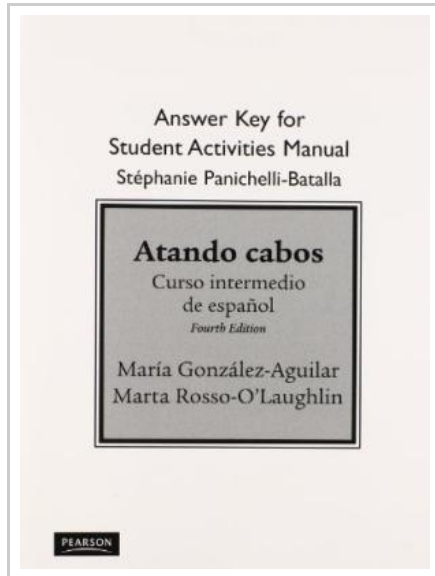 Answer Key for
Student Activities Manual
Stéphanie Panichelli-Batalla
Atando cabos
Curso intermedio
de español
Fourth Edition
María González-Aguilar
Marta Rosso-O'Laughlin
PEARSON